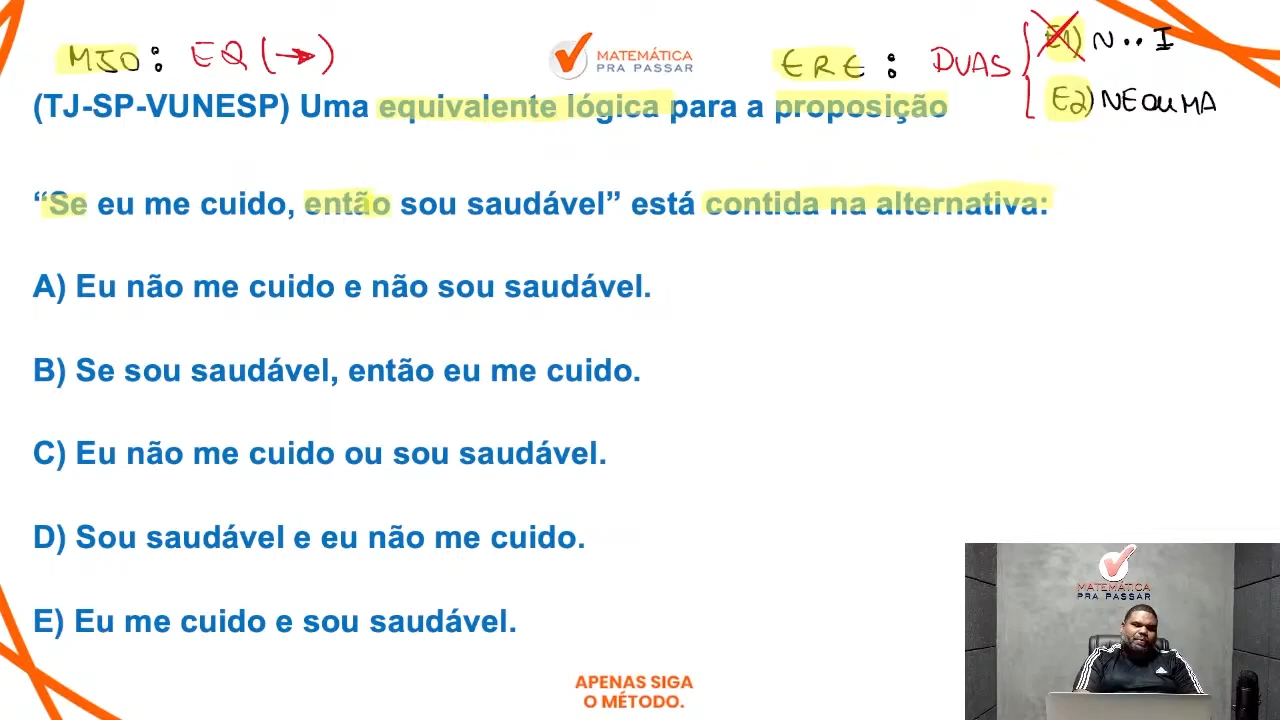 MJO: EQ (→)
MATEMÁTICA
PRA PASSAR
ERE: DUAS
E1) N .. I
E2) NEOUMA
(TJ-SP-VUNESP) Uma equivalente lógica para a proposição
“Se eu me cuido, então sou saudável” está contida na alternativa:
A) Eu não me cuido e não sou saudável.
B) Se sou saudável, então eu me cuido.
C) Eu não me cuido ou sou saudável.
D) Sou saudável e eu não me cuido.
E) Eu me cuido e sou saudável.
MATEMÁTICA
PRA PASSAR
APENAS SIGA
O MÉTODO.